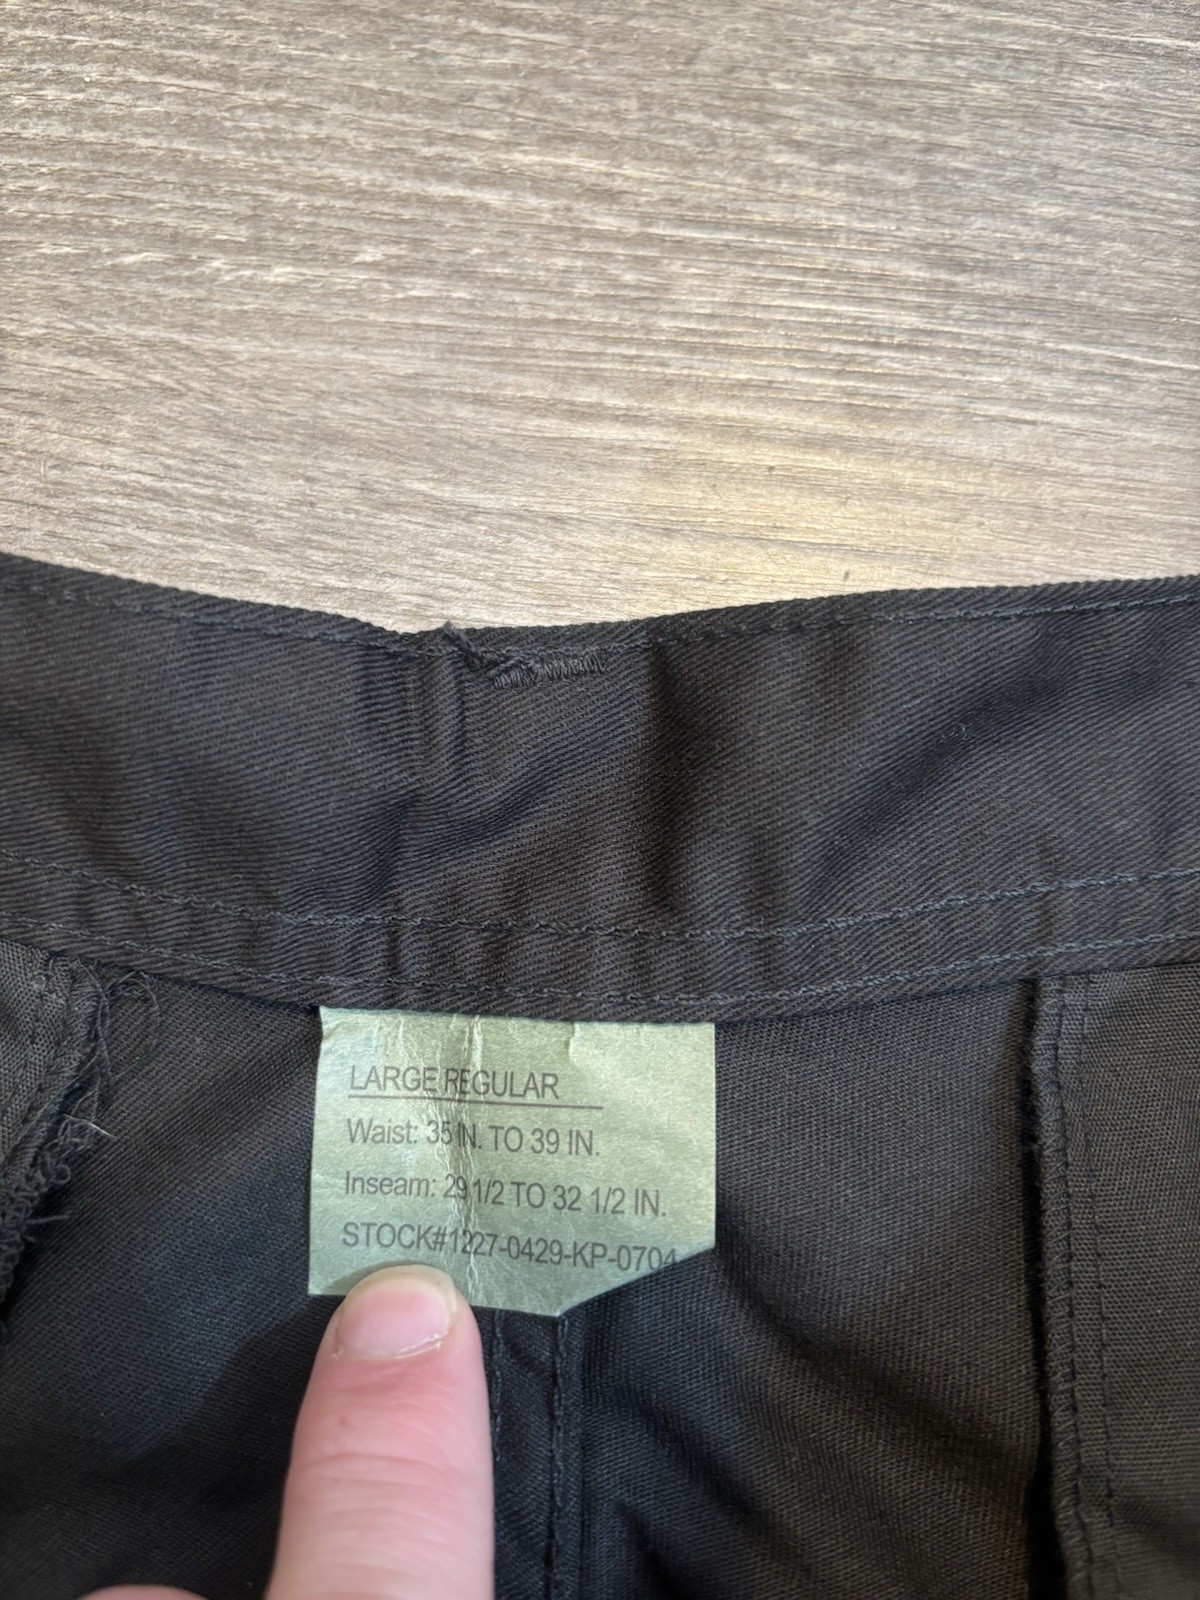 LARGE REGULAR
Waist: 35 IN. TO 39 IN.
Inseam: 29 1/2 TO 32 1/2 IN.
STOCK#1227-0429-KP-0704